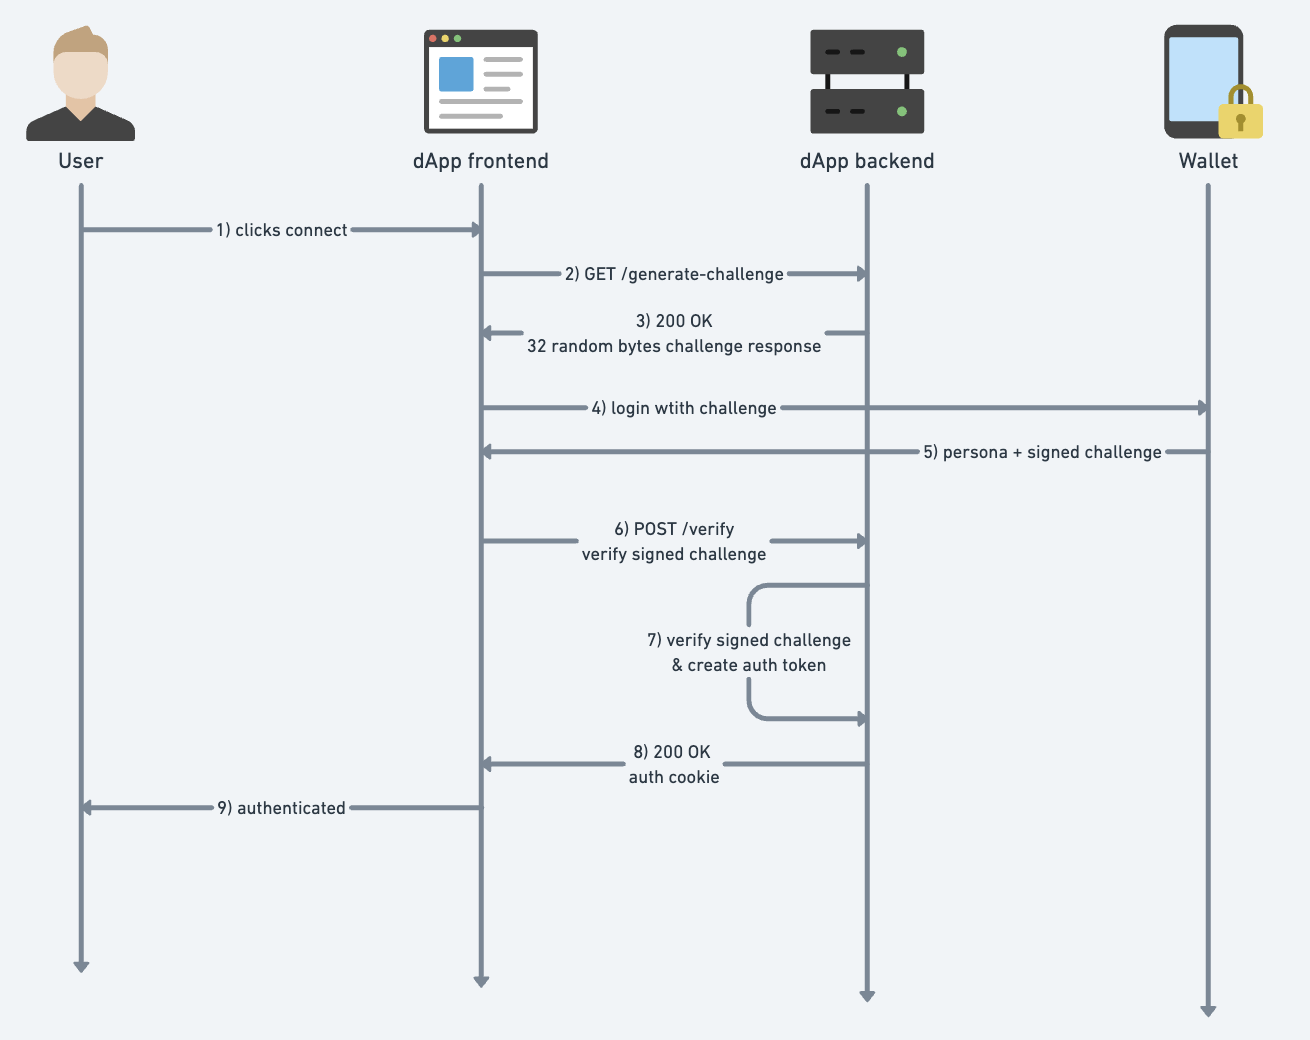 User
dApp frontend
dApp backend
Wallet
1) clicks connect
2) GET /generate-challenge
3) 200 OK
32 random bytes challenge response
4) login wtith challenge
5) persona + signed challenge
6) POST /verify
verify signed challenge
7) verify signed challenge
& create auth token
8) 200 OK
auth cookie
9) authenticated